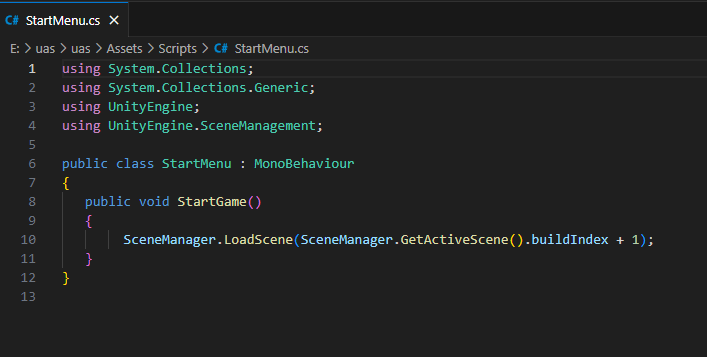 C# StartMenu.cs ×
E: > uas > uas > Assets > Scripts > C# StartMenu.cs
1 using System.Collections;
2 using System.Collections.Generic;
3 using UnityEngine;
4 using UnityEngine.SceneManagement;
5
6 public class StartMenu : MonoBehaviour
7 {
8 public void StartGame()
9 {
10 SceneManager.LoadScene(SceneManager.GetActiveScene().buildIndex + 1);
11 }
12 }
13